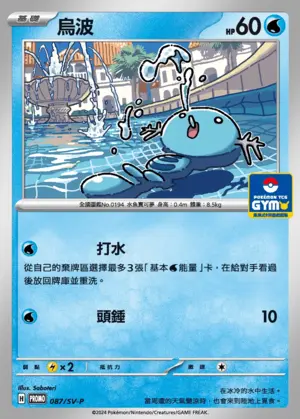 基礎
烏波
HP60
全國圖鑑No.0194 水魚寶可夢 身高：0.4m 體重：8.5kg
POKÉMON TCG
GYM
打水
從自己的棄牌區選擇最多3張「基本能量」卡，在給對手看過後放回牌庫並重洗。
頭錘 10
弱點 ×2 抵抗力 撤退
Illus. Saboteri
H PROMO 087/SV-P
在冰冷的水中生活。
當周遭的天氣變涼時，也會來到陸地上覓食。
©2024 Pokémon/Nintendo/Creatures/GAME FREAK.